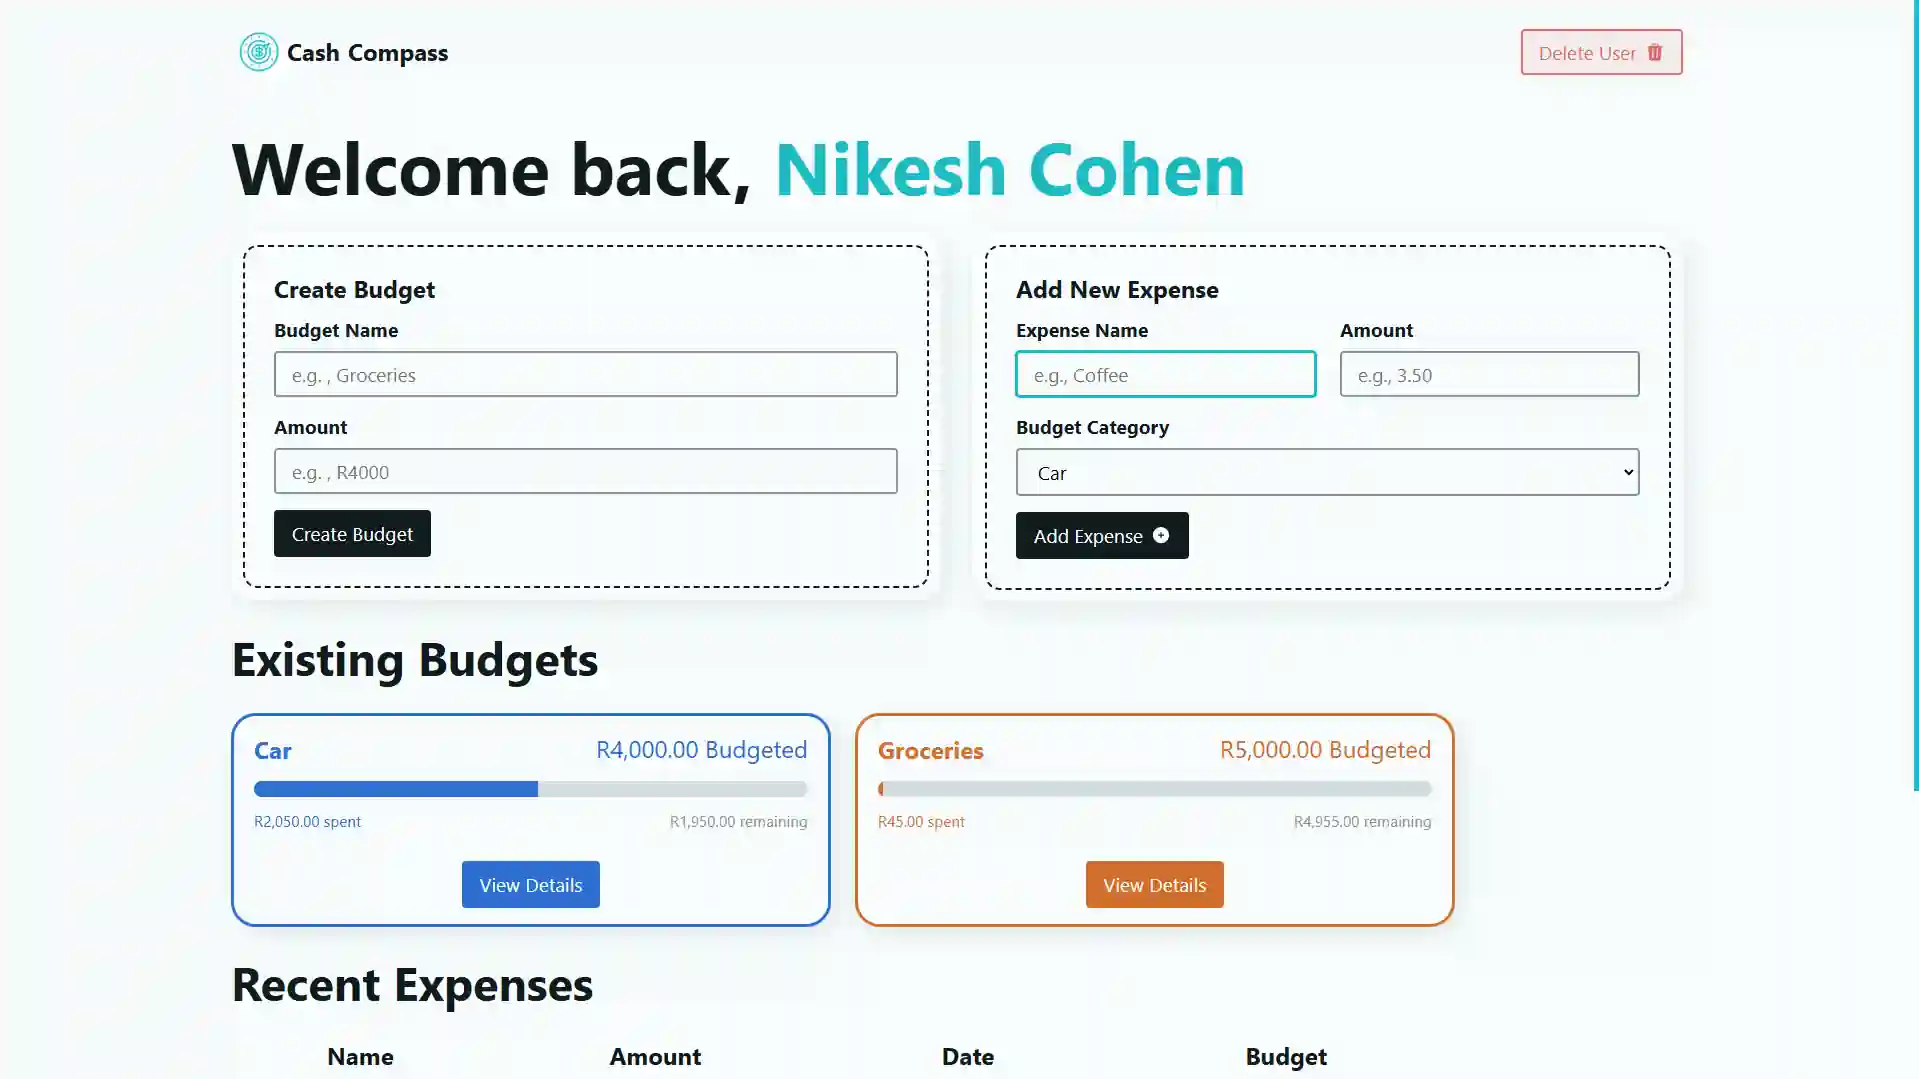 Cash Compass
Delete User
Welcome back, Nikesh Cohen
Create Budget
Budget Name
e.g. , Groceries
Amount
e.g. , R4000
Create Budget
Add New Expense
Expense Name
Amount
e.g., Coffee
e.g., 3.50
Budget Category
Car
Add Expense
Existing Budgets
Car
R4,000.00 Budgeted
R2,050.00 spent
R1,950.00 remaining
View Details
Groceries
R5,000.00 Budgeted
R45.00 spent
R4,955.00 remaining
View Details
Recent Expenses
Name
Amount
Date
Budget